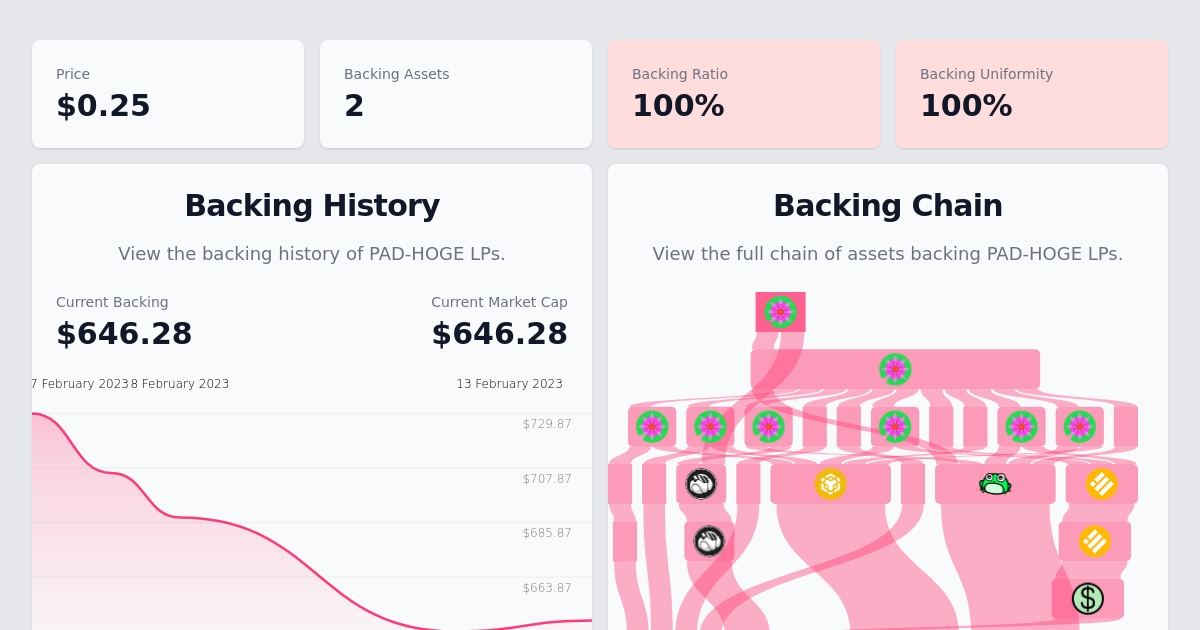 Price
$0.25
Backing Assets
2
Backing Ratio
100%
Backing Uniformity
100%
Backing History
View the backing history of PAD-HOGE LPs.
Current Backing
$646.28
Current Market Cap
$646.28
7 February 2023
8 February 2023
13 February 2023
$729.87
$707.87
$685.87
$663.87
Backing Chain
View the full chain of assets backing PAD-HOGE LPs.
$